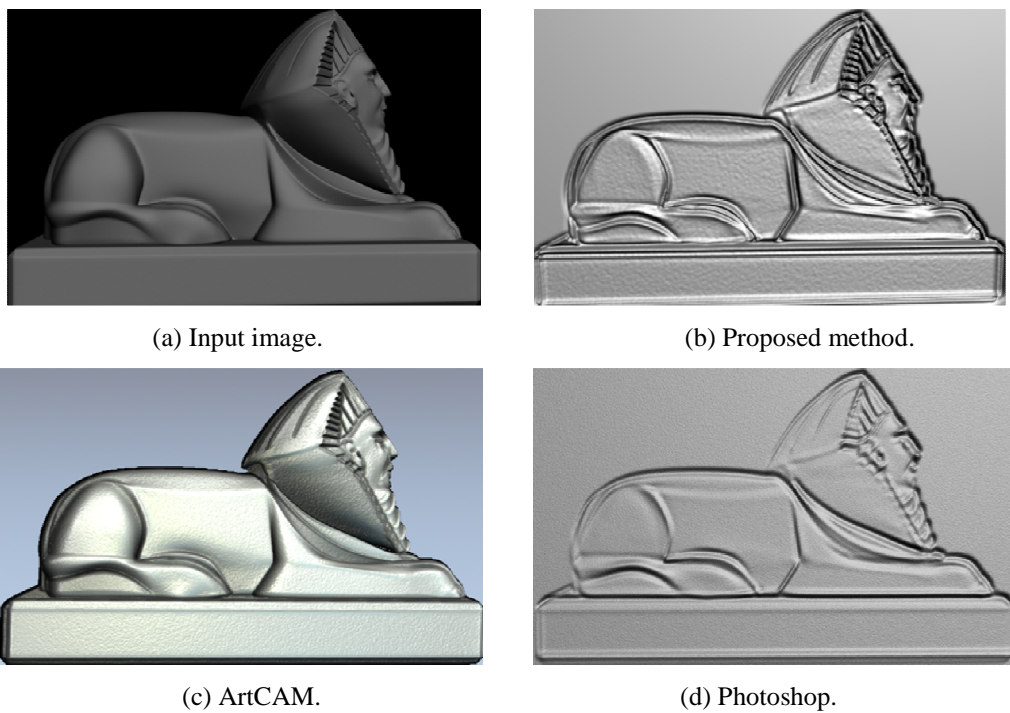 (a) Input image.
(b) Proposed method.
(c) ArtCAM.
(d) Photoshop.